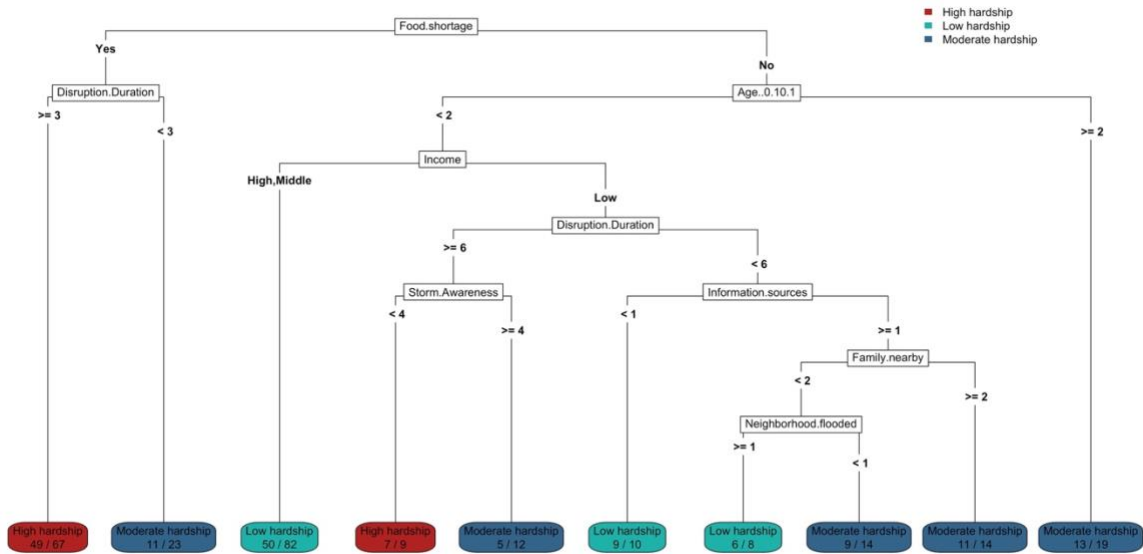 Food.shortage
High hardship
Low hardship
Moderate hardship
Yes
No
Disruption.Duration
Age..0.10.1
>= 3
< 3
< 2
>= 2
Income
High,Middle
Low
Disruption.Duration
>= 6
< 6
Storm.Awareness
Information.sources
< 4
>= 4
< 1
>= 1
Family.nearby
< 2
>= 2
Neighborhood.flooded
>= 1
< 1
High hardship
49 / 67
Moderate hardship
11 / 23
Low hardship
50 / 82
High hardship
7 / 9
Moderate hardship
5 / 12
Low hardship
9 / 10
Low hardship
6 / 8
Moderate hardship
9 / 14
Moderate hardship
11 / 14
Moderate hardship
13 / 19